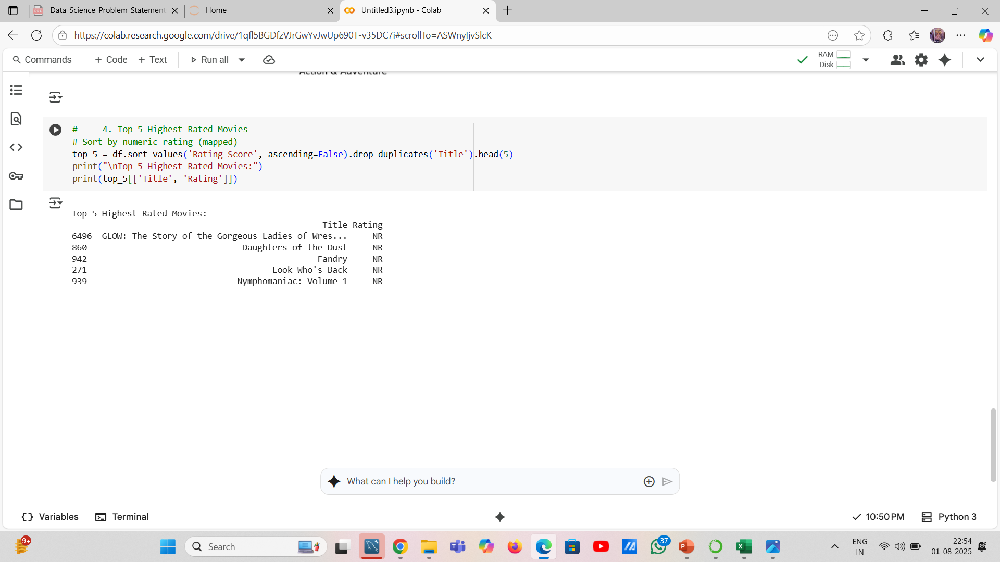 Data_Science_Problem_Statement
Home
Untitled3.ipynb - Colab
https://colab.research.google.com/drive/1qfl5BGDfzVJrGwYvJwUp690T-v35DC7i#scrollTo=ASWnyljvSlcK
Commands
+ Code
+ Text
Run all
RAM
Disk
Action & Adventure
# --- 4. Top 5 Highest-Rated Movies ---
# Sort by numeric rating (mapped)
top_5 = df.sort_values('Rating_Score', ascending=False).drop_duplicates('Title').head(5)
print("\nTop 5 Highest-Rated Movies:")
print(top_5[['Title', 'Rating']])
Top 5 Highest-Rated Movies:
Title Rating
6496 GLOW: The Story of the Gorgeous Ladies of Wres... NR
860 Daughters of the Dust NR
942 Fandry NR
271 Look Who's Back NR
939 Nymphomaniac: Volume 1 NR
What can I help you build?
Variables
Terminal
10:50 PM
Python 3
9+
Search
37
ENG
IN
22:54
01-08-2025